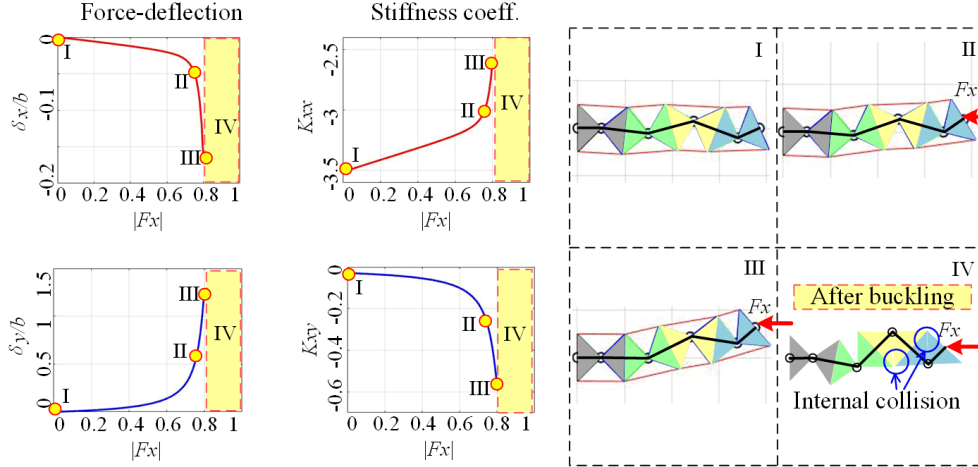 Force-deflection
Stiffness coeff.
δx/b
0
-0.1
-0.2
I
II
III
IV
0 0.2 0.4 0.6 0.8 1
|Fx|
Kxx
-2.5
-3
-3.5
I
II
III
IV
0 0.2 0.4 0.6 0.8 1
|Fx|
δy/b
1.5
1
0.5
0
I
II
III
IV
0 0.2 0.4 0.6 0.8 1
|Fx|
Kxy
0
-0.2
-0.4
-0.6
I
II
III
IV
0 0.2 0.4 0.6 0.8 1
|Fx|
I
II
Fx
III
Fx
IV
After buckling
Fx
Internal collision